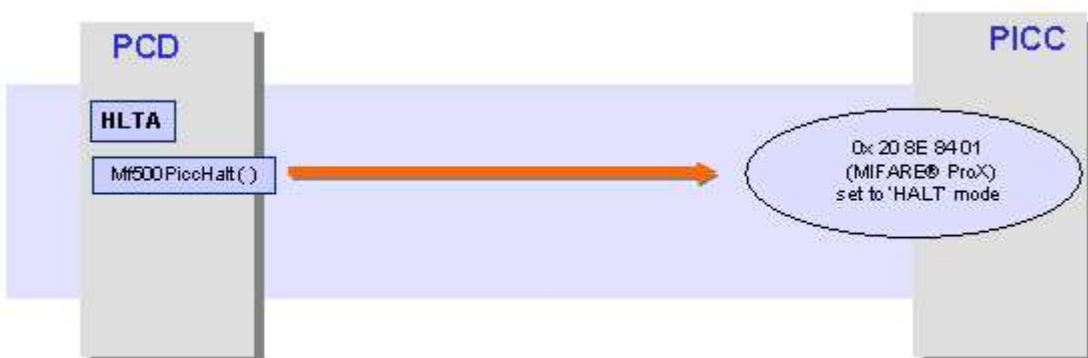 PCD
PICC
HLTA
Mf500PiccHalt( )
0x 20 8E 84 01
(MIFARE® ProX)
set to 'HALT' mode